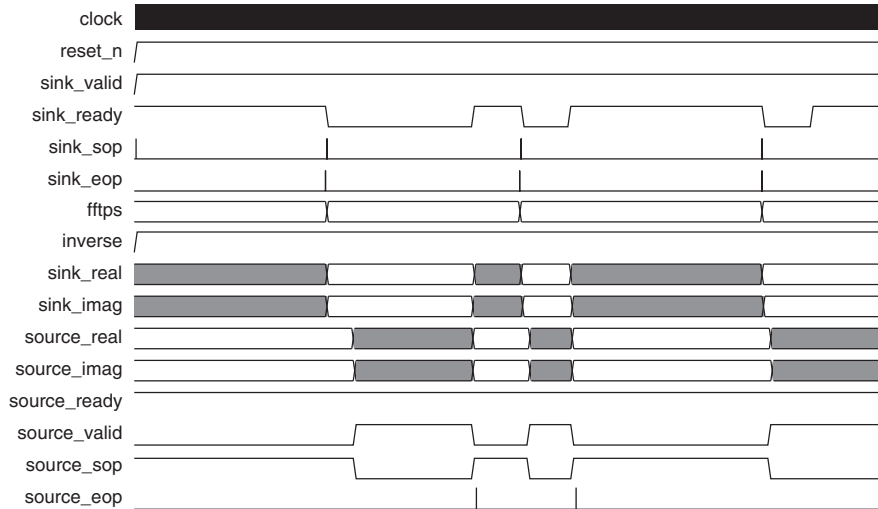 clock
reset_n
sink_valid
sink_ready
sink_sop
sink_eop
fftps
inverse
sink_real
sink_imag
source_real
source_imag
source_ready
source_valid
source_sop
source_eop